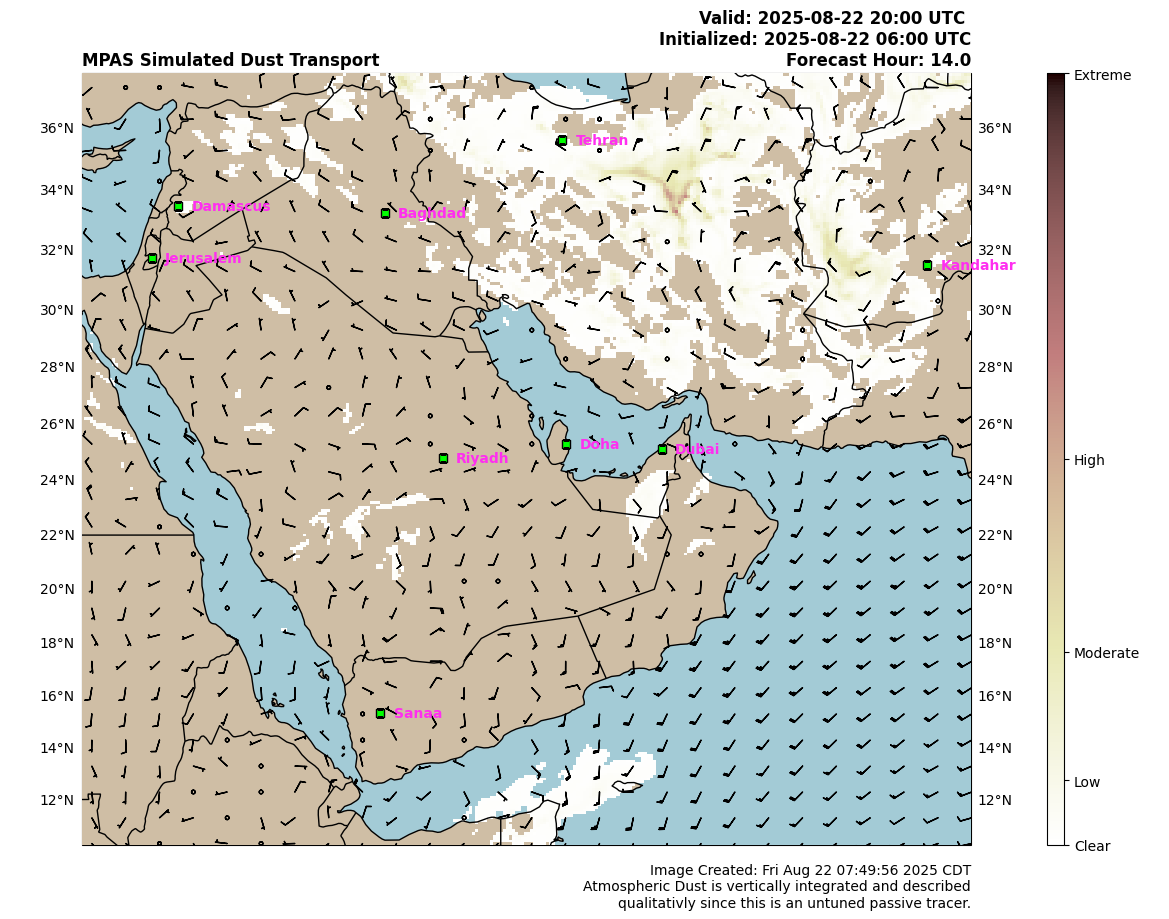 Valid: 2025-08-22 20:00 UTC
Initialized: 2025-08-22 06:00 UTC
MPAS Simulated Dust Transport
Forecast Hour: 14.0
Extreme
36°N
Tehran
36°N
34°N
Damascus
Baghdad
34°N
32°N
Jerusalem
32°N
Kandahar
30°N
30°N
28°N
28°N
26°N
Doha
Dubai
26°N
Riyadh
High
24°N
24°N
22°N
22°N
20°N
20°N
18°N
18°N
Moderate
16°N
16°N
Sanaa
14°N
14°N
Low
12°N
12°N
Clear
Image Created: Fri Aug 22 07:49:56 2025 CDT
Atmospheric Dust is vertically integrated and described
qualitativly since this is an untuned passive tracer.